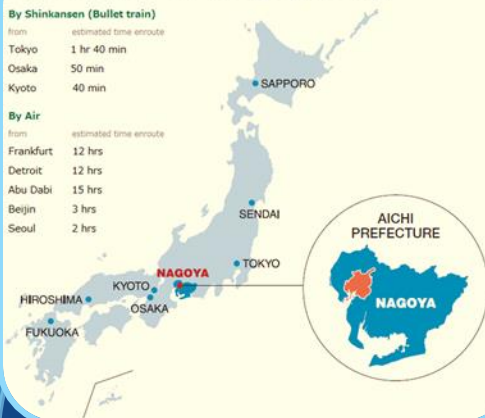 By Shinkansen (Bullet train)
from estimated time enroute
Tokyo 1 hr 40 min
Osaka 50 min
Kyoto 40 min
By Air
from estimated time enroute
Frankfurt 12 hrs
Detroit 12 hrs
Abu Dabi 15 hrs
Beijin 3 hrs
Seoul 2 hrs
SAPPORO
SENDAI
TOKYO
NAGOYA
KYOTO
OSAKA
HIROSHIMA
FUKUOKA
AICHI
PREFECTURE
NAGOYA